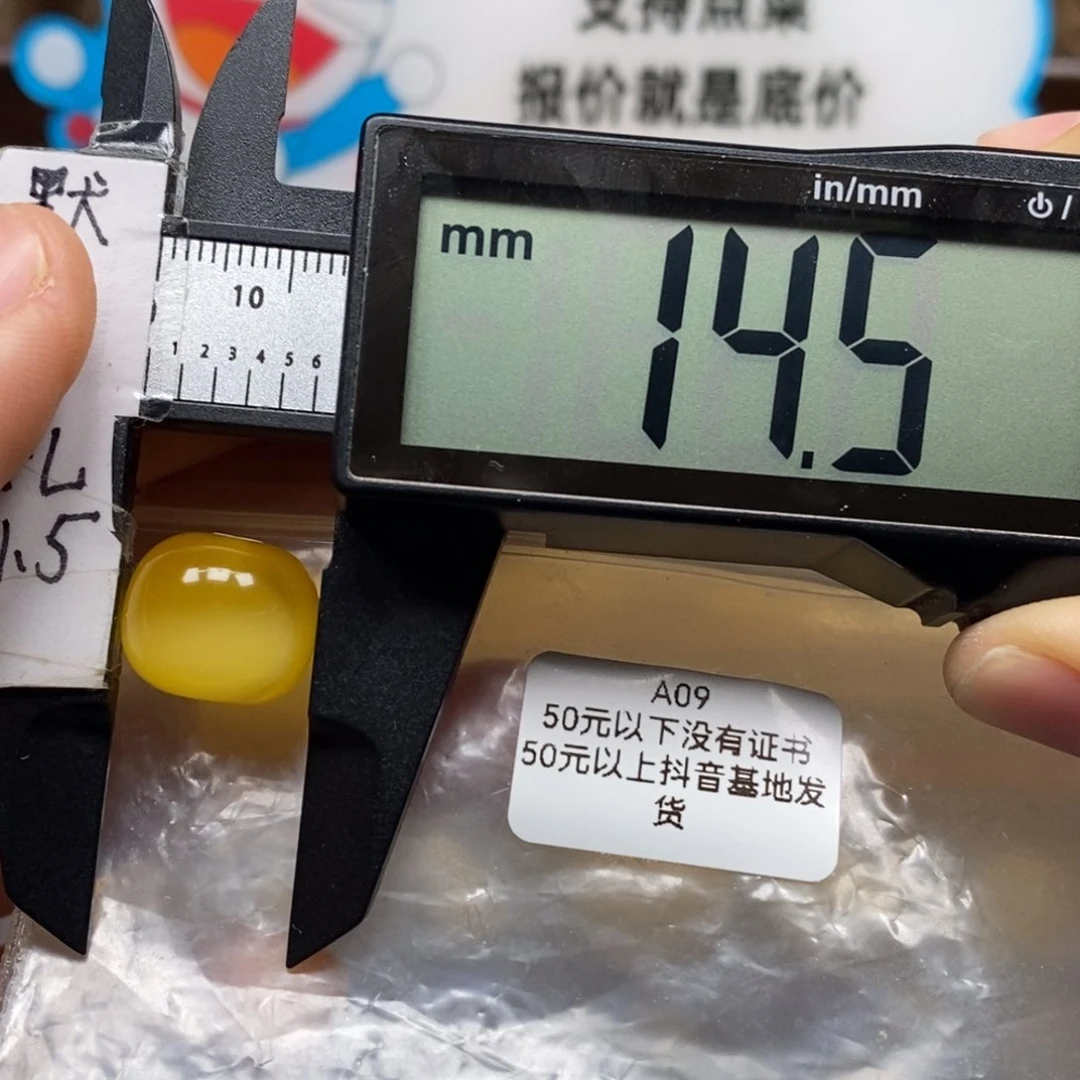 报价就是底价
in/mm
mm
14.5
10
1 2 3 4 5 6
默
A09
50元以下没有证书
50元以上抖音基地发
货